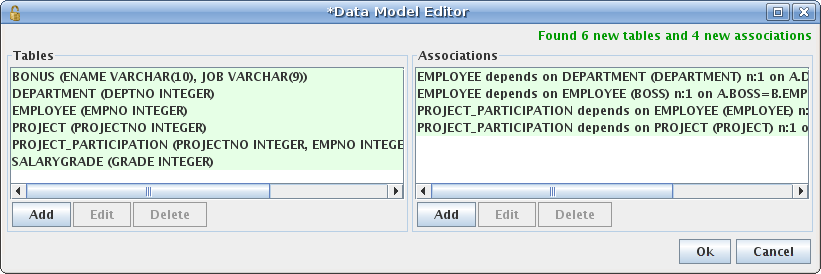 *Data Model Editor
Found 6 new tables and 4 new associations
Tables
BONUS (ENAME VARCHAR(10), JOB VARCHAR(9))
DEPARTMENT (DEPTNO INTEGER)
EMPLOYEE (EMPNO INTEGER)
PROJECT (PROJECTNO INTEGER)
PROJECT_PARTICIPATION (PROJECTNO INTEGER, EMPNO INTEGE
SALARYGRADE (GRADE INTEGER)
Add Edit Delete
Associations
EMPLOYEE depends on DEPARTMENT (DEPARTMENT) n:1 on A.D
EMPLOYEE depends on EMPLOYEE (BOSS) n:1 on A.BOSS=B.EMP
PROJECT_PARTICIPATION depends on EMPLOYEE (EMPLOYEE) n:
PROJECT_PARTICIPATION depends on PROJECT (PROJECT) n:1 o
Add Edit Delete
Ok Cancel